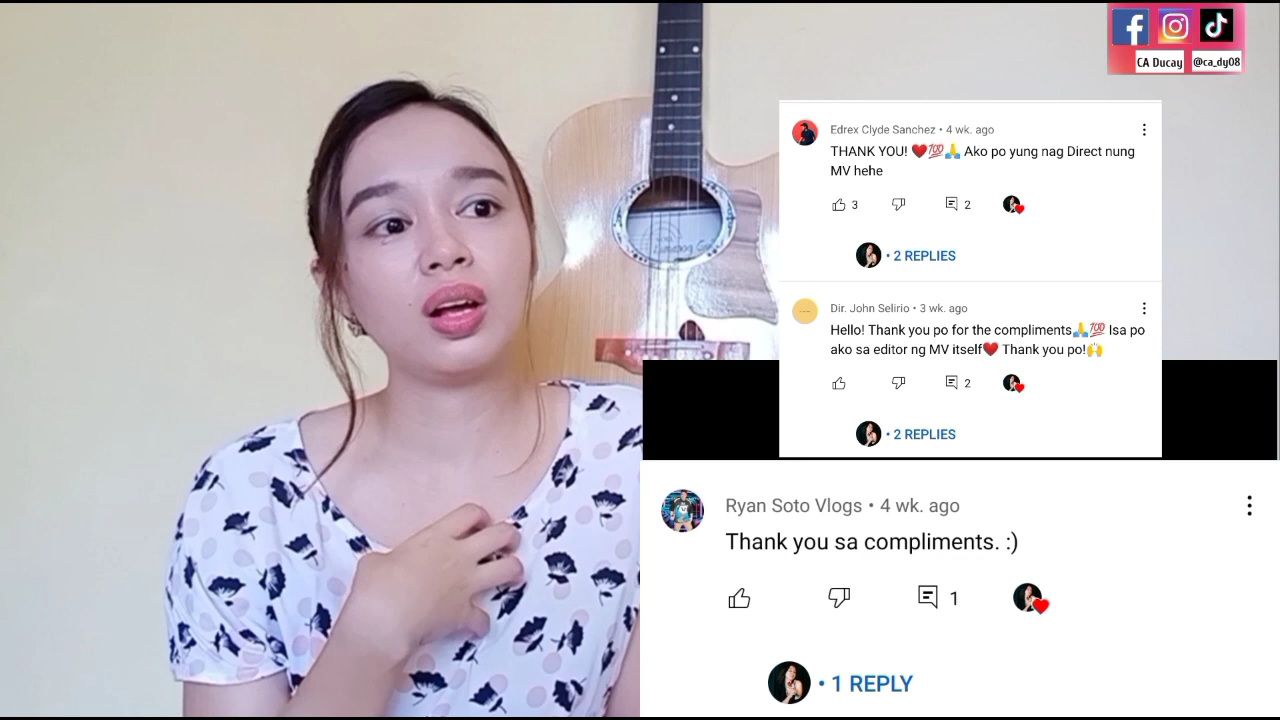 CA Ducay
@ca_dy08
Edrex Clyde Sanchez • 4 wk. ago
THANK YOU! ❤️💯🙏 Ako po yung nag Direct nung
MV hehe
3
2
• 2 REPLIES
Dir. John Selirio • 3 wk. ago
Hello! Thank you po for the compliments🙏💯 Isa po
ako sa editor ng MV itself❤️ Thank you po!🙌
2
• 2 REPLIES
Ryan Soto Vlogs • 4 wk. ago
Thank you sa compliments. :)
1
• 1 REPLY